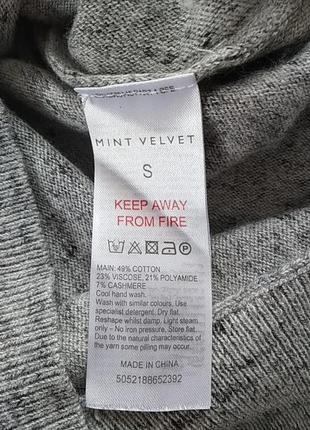 MINT VELVET
S
KEEP AWAY
FROM FIRE
MAIN: 49% COTTON
23% VISCOSE, 21% POLYAMIDE
7% CASHMERE
Cool hand wash.
Wash with similar colours. Use
specialist detergent. Dry flat.
Reshape whilst damp. Light steam
only – No iron pressure. Store flat.
Due to the natural characteristics of
the yarn some pilling may occur.
MADE IN CHINA
5052188652392